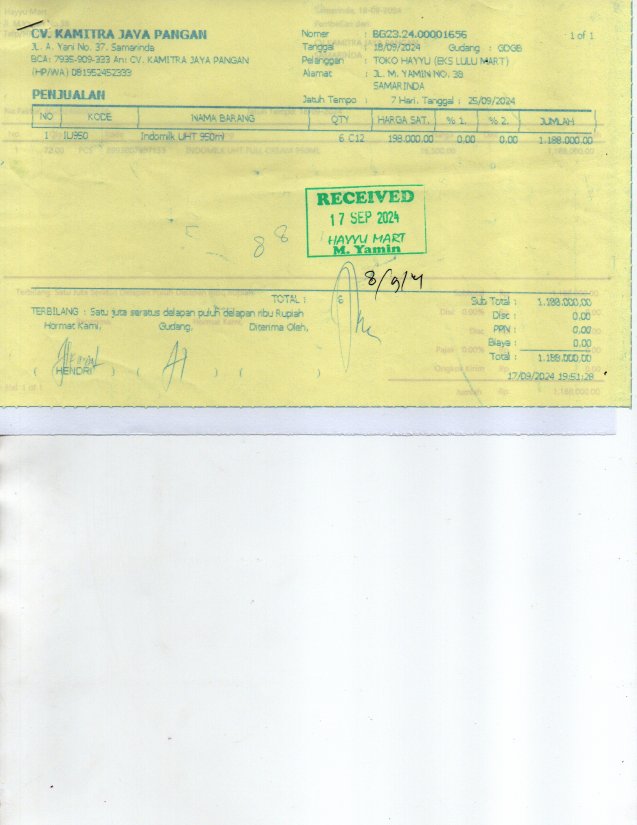 CV. KAMITRA JAVA PANGAN
JL. A. Yani No. 37. Samarinda
BCA: 7935-909-333 An: CV. KAMITRA JAYA PANGAN
(HP/WA) 081952452333
PENJUALAN
Nomor : BG23.24.00001656 1 of 1
Tanggal : 18/09/2024 Gudang : GDGB
Pelanggan : TOKO HAYYU (EKS LULU MART)
Alamat : JL. M. YAMIN NO. 38
SAMARINDA
Jatuh Tempo : 7 Hari. Tanggal : 25/09/2024
NO KODE NAMA BARANG QTY HARGA SAT. % 1. % 2. JUMLAH
1 IU950 Indomilk UHT 950ml 6 C12 198.000.00 0.00 0.00 1.188.000.00
RECEIVED
17 SEP 2024
HAYYU MART
M. Yamin
88
TOTAL : 6
TERBILANG : Satu juta seratus delapan puluh delapan ribu Rupiah
Hormat Kami, Gudang, Diterima Oleh,
( HENDRI ) ( ) ( )
Sub Total : 1.188.000.00
Disc : 0.00
PPN : 0.00
Biaya : 0.00
Total : 1.188.000.00
17/09/2024 19:51:28